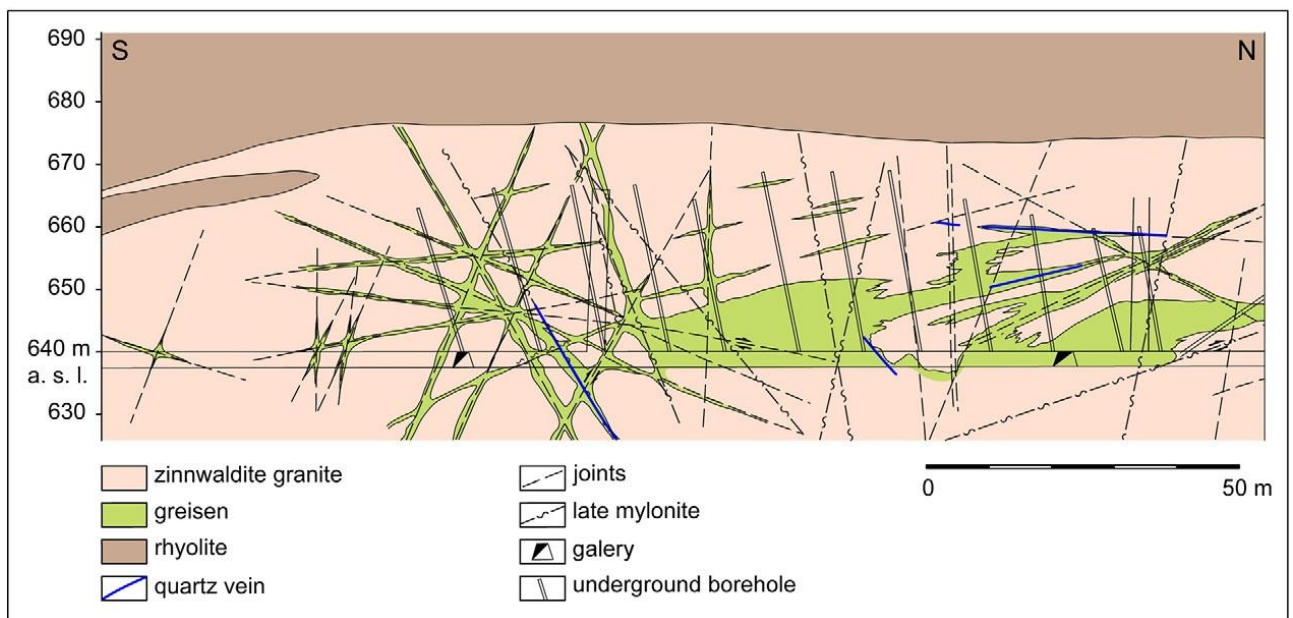 690
S
N
680
670
660
650
640 m
a. s. l.
630
zinnwaldite granite
greisen
rhyolite
quartz vein
joints
late mylonite
galery
underground borehole
0
50 m